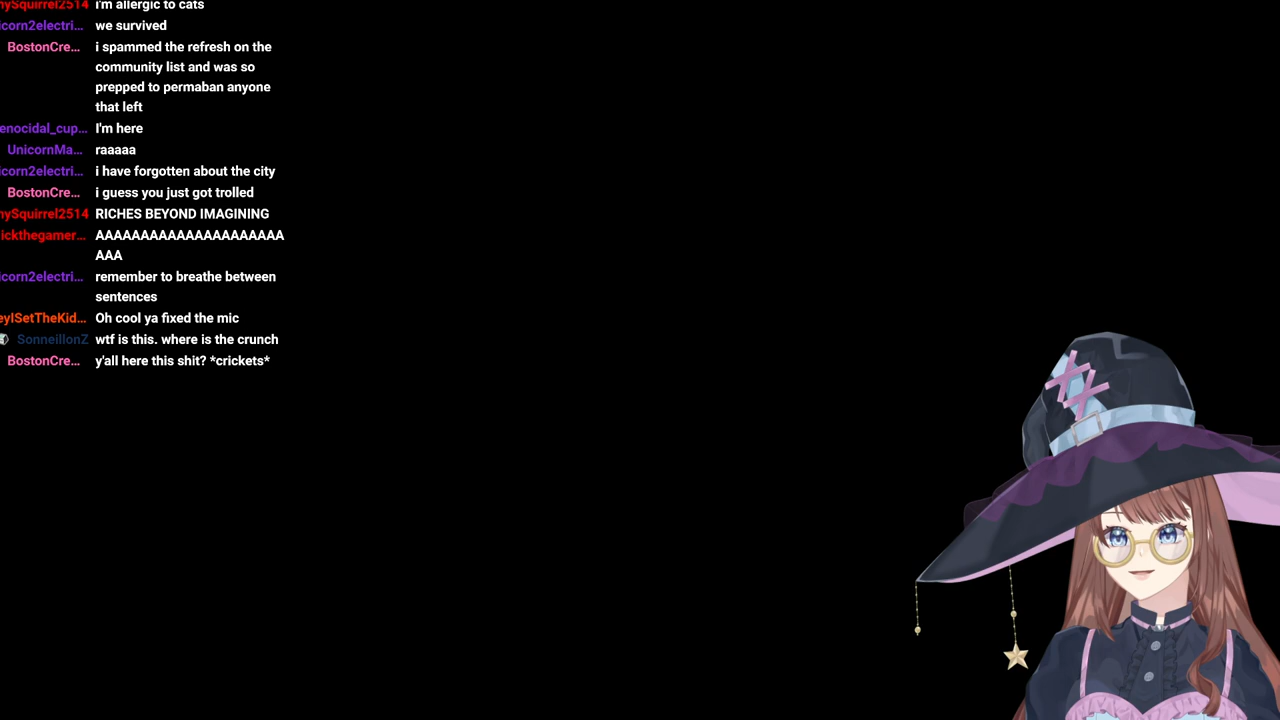 nySquirrel2514 i'm allergic to cats
icorn2electri... we survived
BostonCre... i spammed the refresh on the
community list and was so
prepped to permaban anyone
that left
enocidal_cup... I'm here
UnicornMa... raaaaa
icorn2electri... i have forgotten about the city
BostonCre... i guess you just got trolled
nySquirrel2514 RICHES BEYOND IMAGINING
ickthegamer... AAAAAAAAAAAAAAAAAAAAA
AAA
icorn2electri... remember to breathe between
sentences
eyISetTheKid... Oh cool ya fixed the mic
SonneillonZ wtf is this. where is the crunch
BostonCre... y'all here this shit? *crickets*